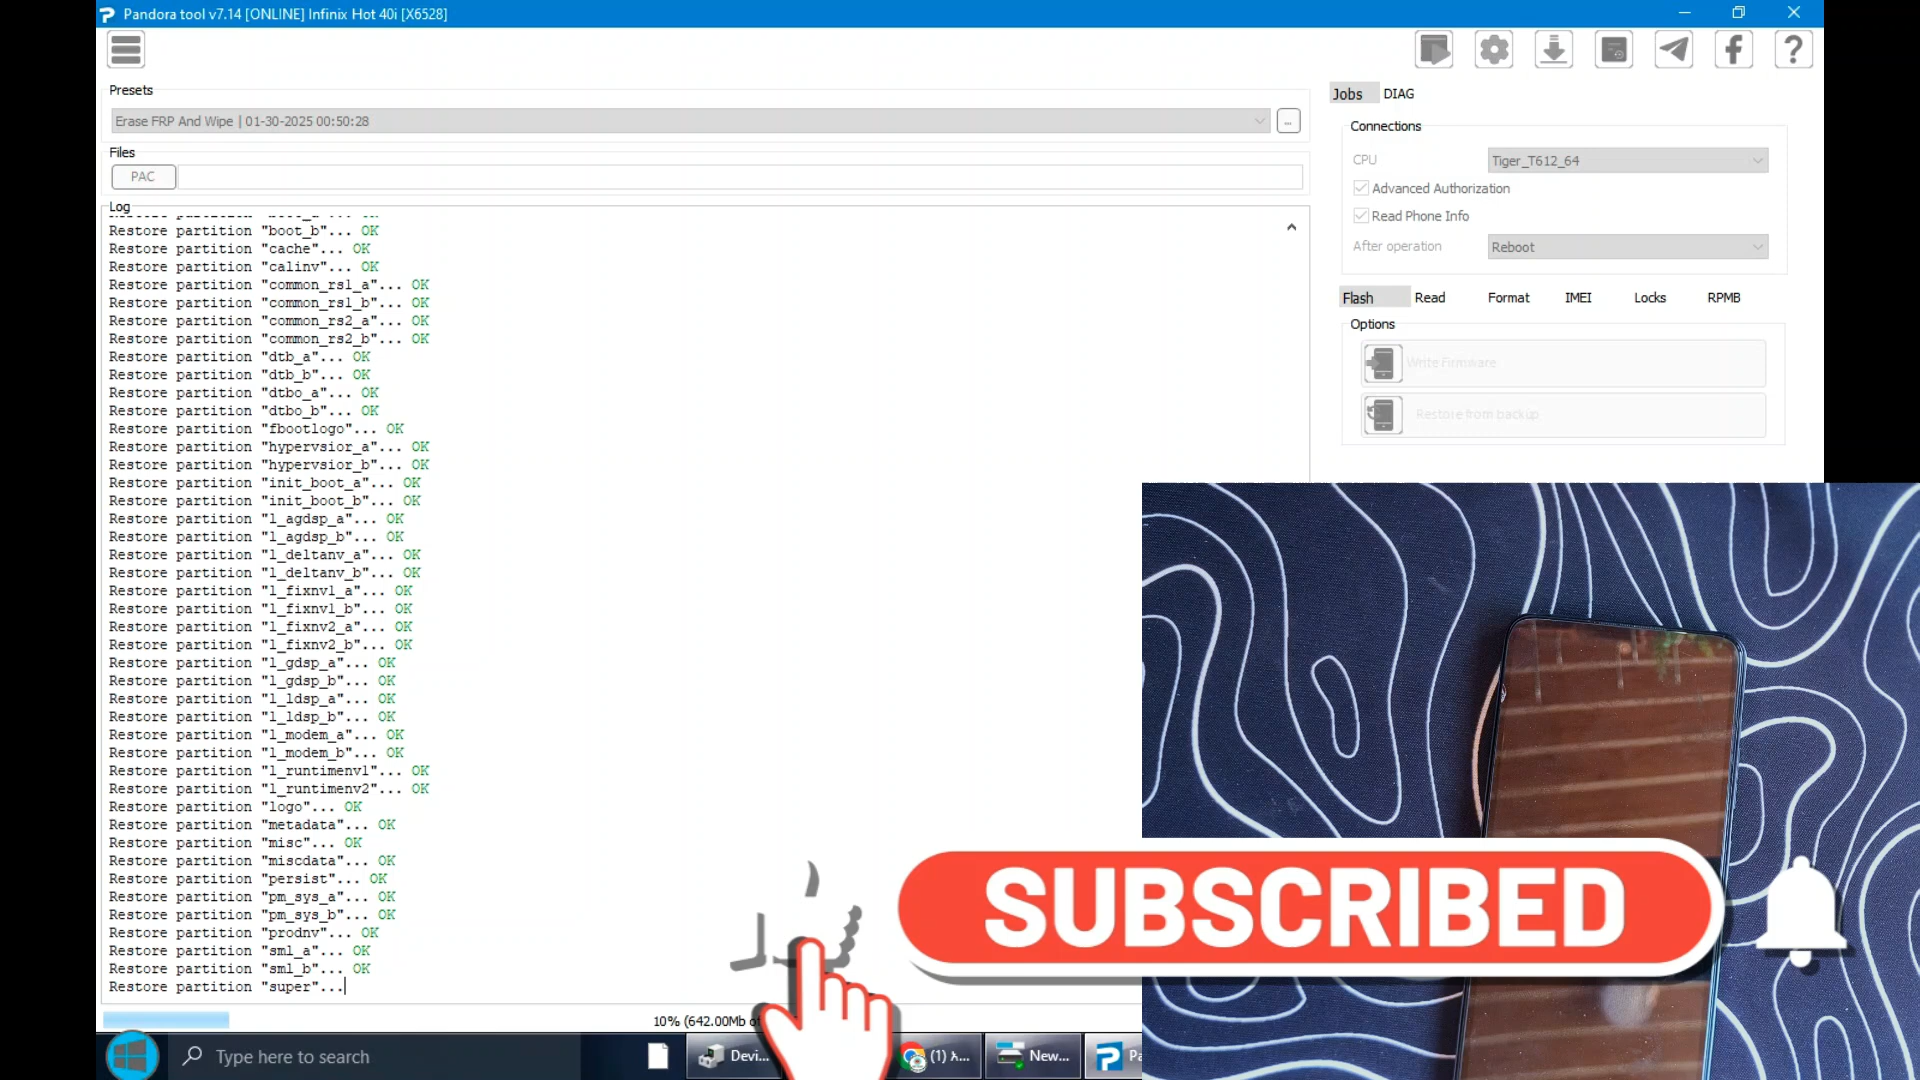 Pandora tool v7.14 [ONLINE] Infinix Hot 40i [X6528]
Presets
Erase FRP And Wipe | 01-30-2025 00:50:28
...
Files
PAC
Log
Restore partition "boot_b"... OK
Restore partition "cache"... OK
Restore partition "calinv"... OK
Restore partition "common_rs1_a"... OK
Restore partition "common_rs1_b"... OK
Restore partition "common_rs2_a"... OK
Restore partition "common_rs2_b"... OK
Restore partition "dtb_a"... OK
Restore partition "dtb_b"... OK
Restore partition "dtbo_a"... OK
Restore partition "dtbo_b"... OK
Restore partition "fbootlogo"... OK
Restore partition "hypervsior_a"... OK
Restore partition "hypervsior_b"... OK
Restore partition "init_boot_a"... OK
Restore partition "init_boot_b"... OK
Restore partition "l_agdsp_a"... OK
Restore partition "l_agdsp_b"... OK
Restore partition "l_deltanv_a"... OK
Restore partition "l_deltanv_b"... OK
Restore partition "l_fixnv1_a"... OK
Restore partition "l_fixnv1_b"... OK
Restore partition "l_fixnv2_a"... OK
Restore partition "l_fixnv2_b"... OK
Restore partition "l_gdsp_a"... OK
Restore partition "l_gdsp_b"... OK
Restore partition "l_ldsp_a"... OK
Restore partition "l_ldsp_b"... OK
Restore partition "l_modem_a"... OK
Restore partition "l_modem_b"... OK
Restore partition "l_runtimenv1"... OK
Restore partition "l_runtimenv2"... OK
Restore partition "logo"... OK
Restore partition "metadata"... OK
Restore partition "misc"... OK
Restore partition "miscdata"... OK
Restore partition "persist"... OK
Restore partition "pm_sys_a"... OK
Restore partition "pm_sys_b"... OK
Restore partition "prodnv"... OK
Restore partition "sml_a"... OK
Restore partition "sml_b"... OK
Restore partition "super"...
10% (642.00Mb
Jobs DIAG
Connections
CPU Tiger_T612_64
Advanced Authorization
Read Phone Info
After operation Reboot
Flash Read Format IMEI Locks RPMB
Options
Write Firmware
Restore from backup
SUBSCRIBED
Type here to search
Devi...
(1)
New...